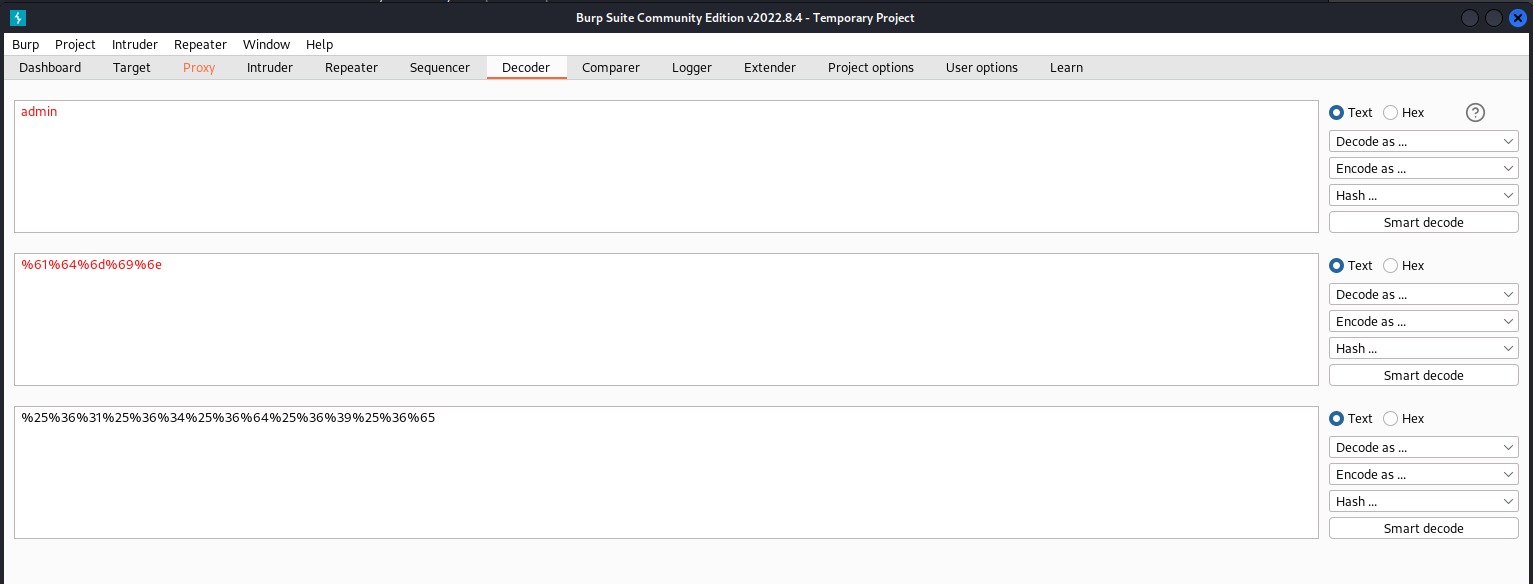 Burp Suite Community Edition v2022.8.4 - Temporary Project
Burp Project Intruder Repeater Window Help
Dashboard Target Proxy Intruder Repeater Sequencer Decoder Comparer Logger Extender Project options User options Learn
admin
Text Hex ?
Decode as ...
Encode as ...
Hash ...
Smart decode
%61%64%6d%69%6e
Text Hex
Decode as ...
Encode as ...
Hash ...
Smart decode
%25%36%31%25%36%34%25%36%64%25%36%39%25%36%65
Text Hex
Decode as ...
Encode as ...
Hash ...
Smart decode